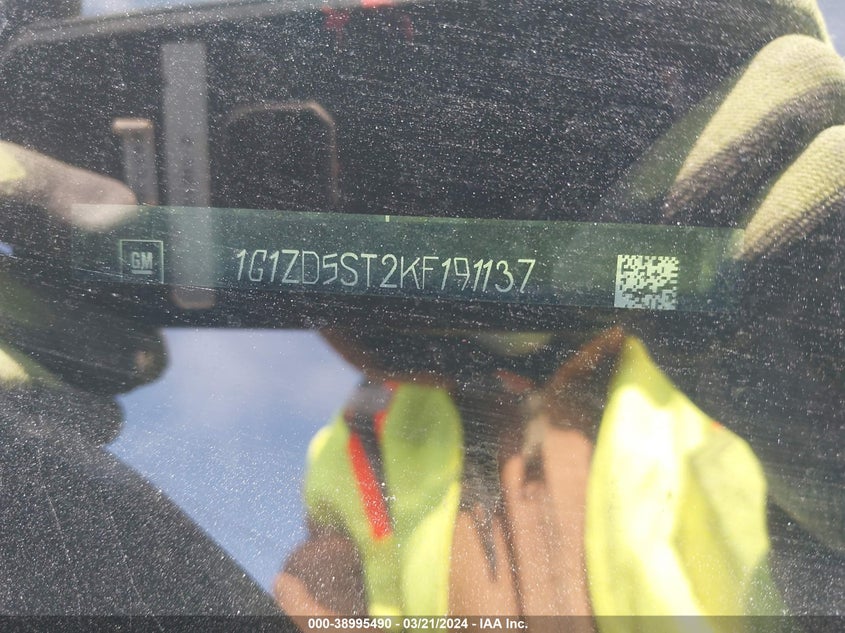 GM 1G1ZD5ST2KF191137
000-38995490 - 03/21/2024 - IAA Inc.